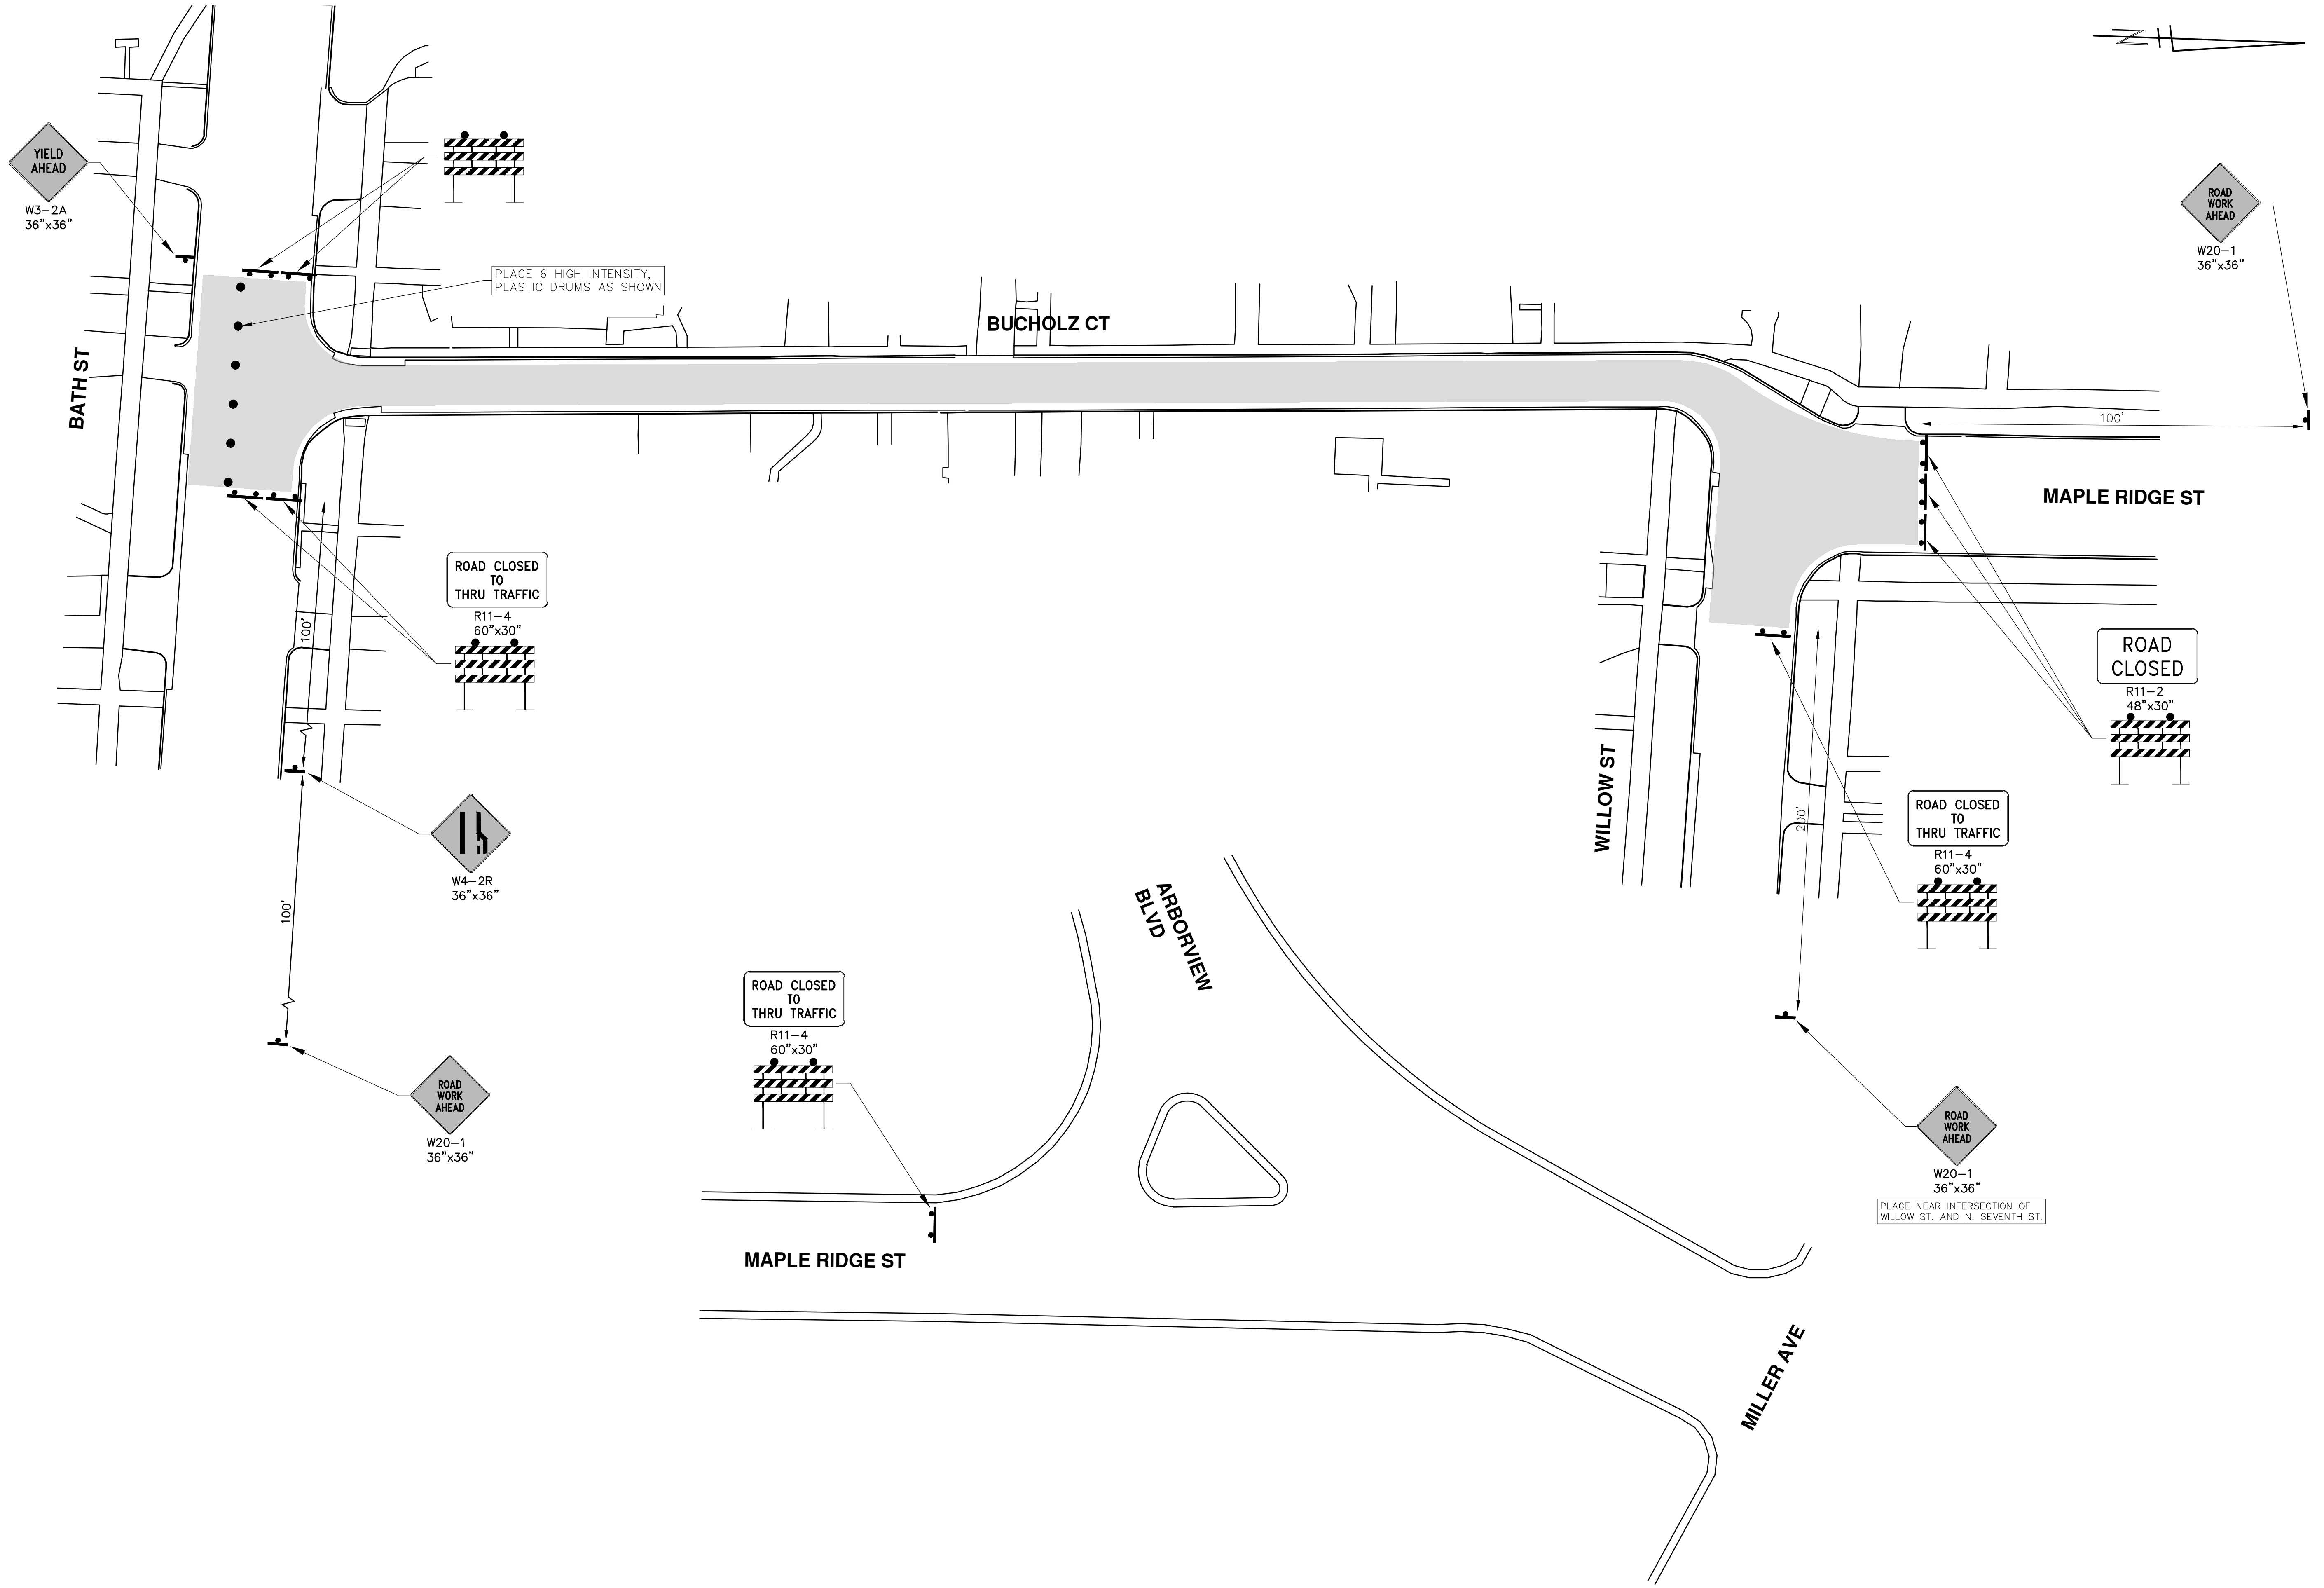 YIELD
AHEAD
W3-2A
36"x36"
PLACE 6 HIGH INTENSITY,
PLASTIC DRUMS AS SHOWN
BUCHOLZ CT
N
ROAD
WORK
AHEAD
W20-1
36"x36"
100'
BATH ST
MAPLE RIDGE ST
ROAD CLOSED
TO
THRU TRAFFIC
R11-4
60"x30"
100'
ROAD
CLOSED
R11-2
48"x30"
WILLOW ST
200'
ROAD CLOSED
TO
THRU TRAFFIC
R11-4
60"x30"
W4-2R
36"x36"
100'
ARBORVIEW
BLVD
ROAD CLOSED
TO
THRU TRAFFIC
R11-4
60"x30"
ROAD
WORK
AHEAD
W20-1
36"x36"
ROAD
WORK
AHEAD
W20-1
36"x36"
PLACE NEAR INTERSECTION OF
WILLOW ST. AND N. SEVENTH ST.
MAPLE RIDGE ST
MILLER AVE